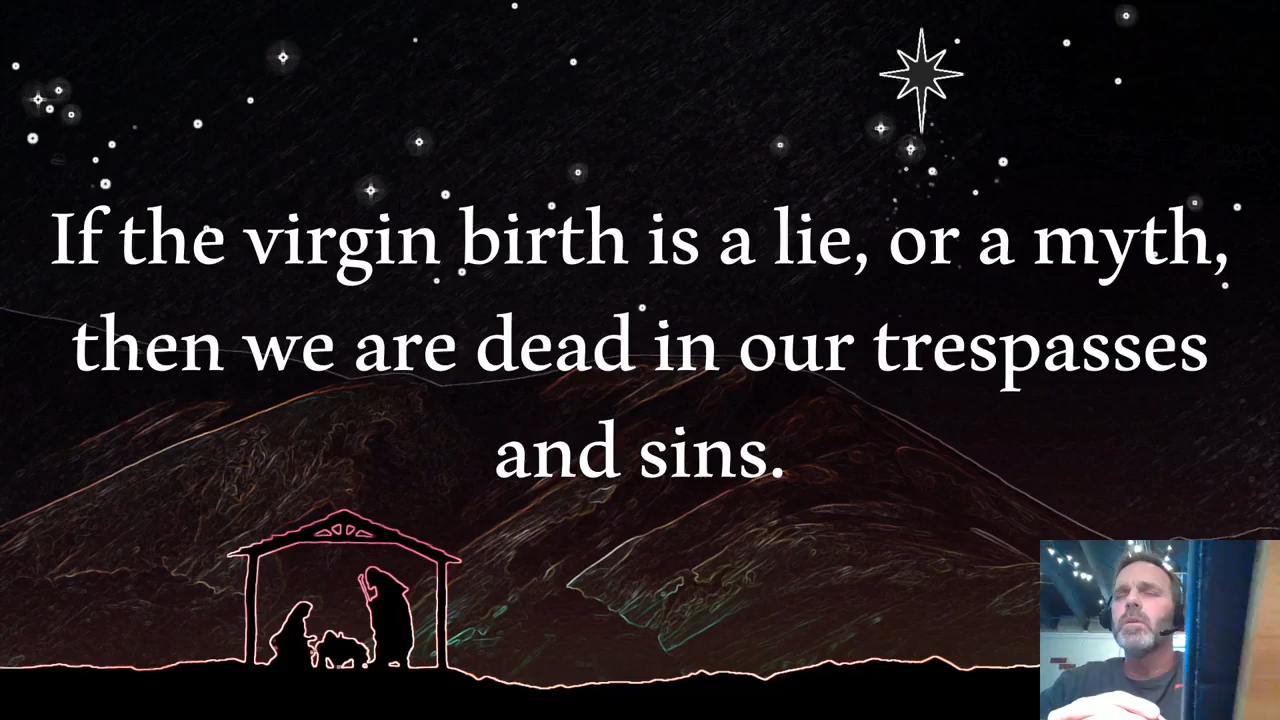 If the virgin birth is a lie, or a myth,
then we are dead in our trespasses
and sins.